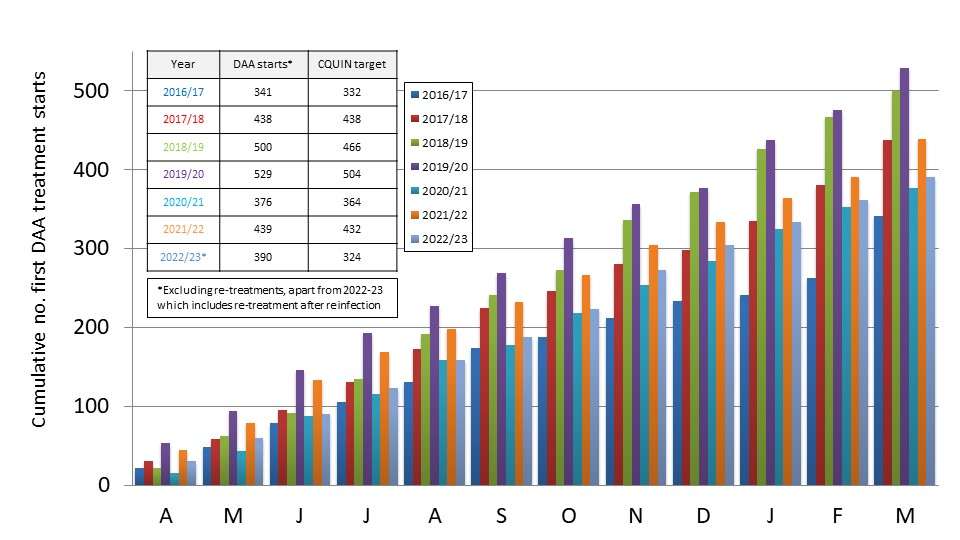 Cumulative no. first DAA treatment starts
500
400
300
200
100
0
Year DAA starts* CQUIN target
2016/17 341 332
2017/18 438 438
2018/19 500 466
2019/20 529 504
2020/21 376 364
2021/22 439 432
2022/23* 390 324
*Excluding re-treatments, apart from 2022-23
which includes re-treatment after reinfection
2016/17
2017/18
2018/19
2019/20
2020/21
2021/22
2022/23
A M J J A S O N D J F M